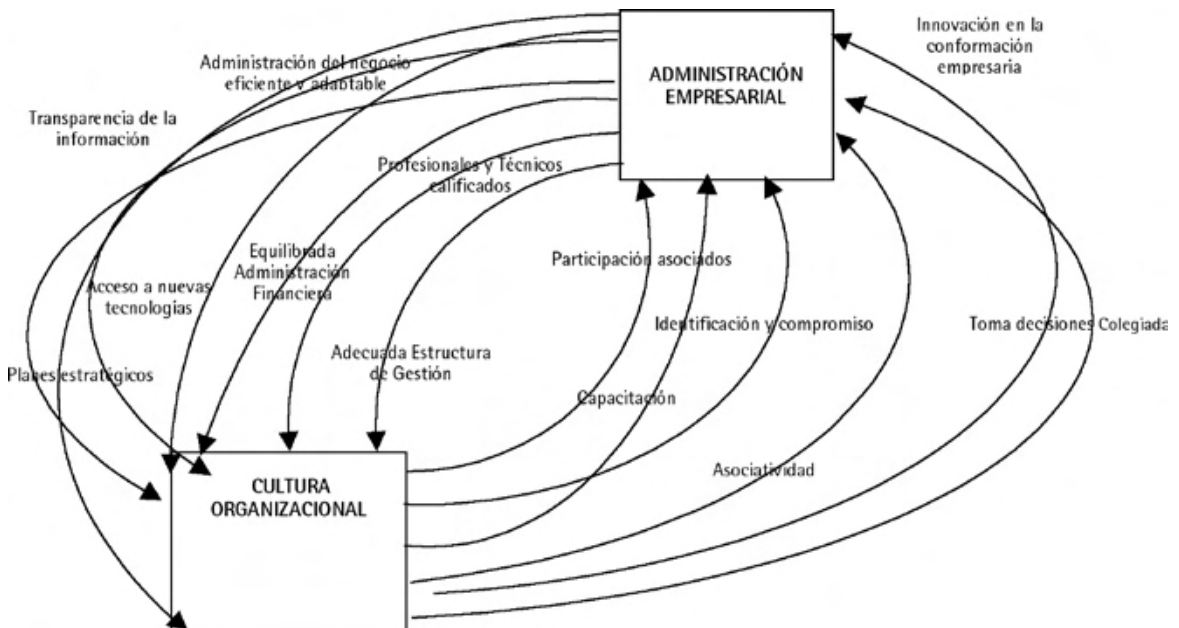 Innovación en la
conformación
empresaria
ADMINISTRACIÓN
EMPRESARIAL
Administración del negocio
eficiente y adaptable
Transparencia de la
información
Profesionales y Técnicos
calificados
Equilibrada
Administración
Financiera
Participación asociados
Acceso a nuevas
tecnologías
Identificación y compromiso
Toma decisiones Colegiada
Adecuada Estructura
de Gestión
Planes estratégicos
Capacitación
Asociatividad
CULTURA
ORGANIZACIONAL